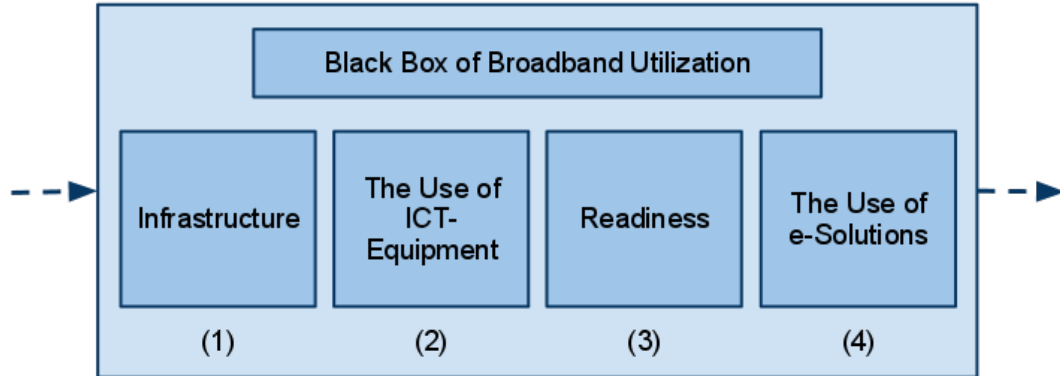 Black Box of Broadband Utilization
Infrastructure
The Use of
ICT-
Equipment
Readiness
The Use of
e-Solutions
(1)
(2)
(3)
(4)